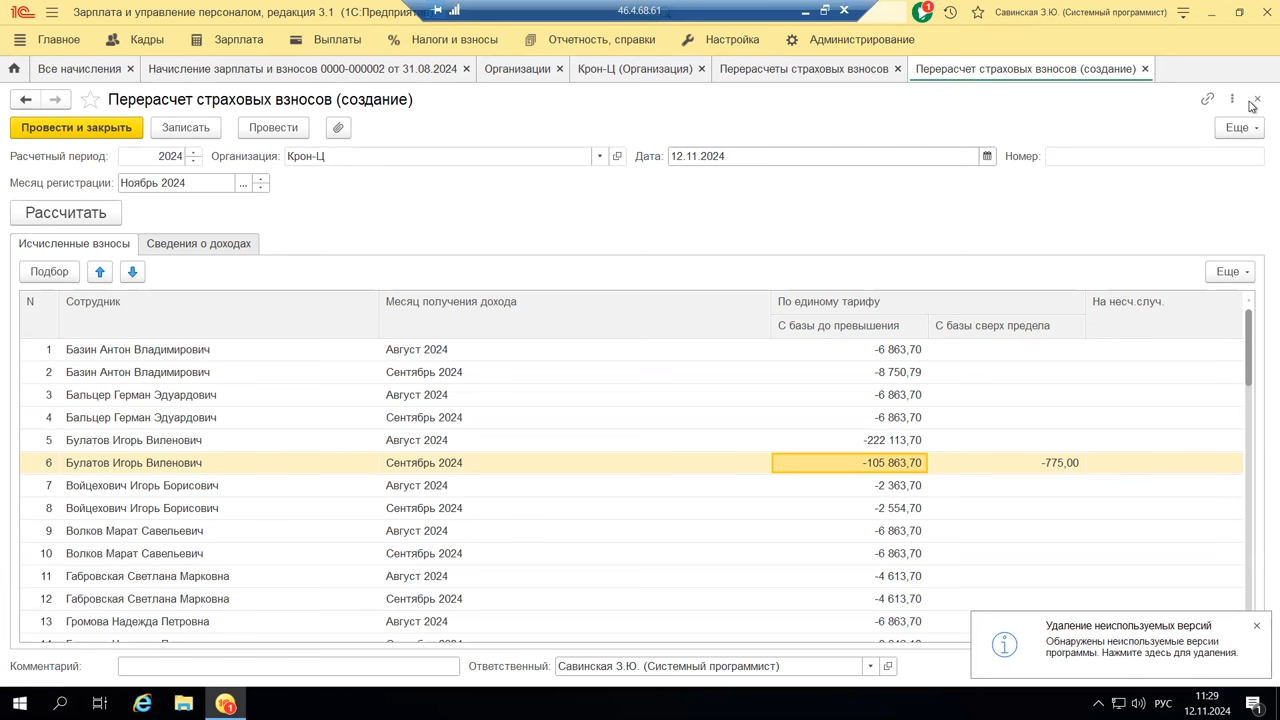 Зарплата и управление персоналом, редакция 3.1 (1С:Предприят
46.4.68.61
1
Савинская З.Ю. (Системный программист)
Главное
Кадры
Зарплата
Выплаты
Налоги и взносы
Отчетность, справки
Настройка
Администрирование
Все начисления
Начисление зарплаты и взносов 0000-000002 от 31.08.2024
Организации
Крон-Ц (Организация)
Перерасчеты страховых взносов
Перерасчет страховых взносов (создание)
Перерасчет страховых взносов (создание)
Провести и закрыть
Записать
Провести
Еще
Расчетный период: 2024
Организация: Крон-Ц
Дата: 12.11.2024
Номер:
Месяц регистрации: Ноябрь 2024
Рассчитать
Исчисленные взносы
Сведения о доходах
Подбор
Еще
N Сотрудник Месяц получения дохода По единому тарифу На несч.случ.
С базы до превышения С базы сверх предела
1 Базин Антон Владимирович Август 2024 -6 863,70
2 Базин Антон Владимирович Сентябрь 2024 -8 750,79
3 Бальцер Герман Эдуардович Август 2024 -6 863,70
4 Бальцер Герман Эдуардович Сентябрь 2024 -6 863,70
5 Булатов Игорь Виленович Август 2024 -222 113,70
6 Булатов Игорь Виленович Сентябрь 2024 -105 863,70 -775,00
7 Войцехович Игорь Борисович Август 2024 -2 363,70
8 Войцехович Игорь Борисович Сентябрь 2024 -2 554,70
9 Волков Марат Савельевич Август 2024 -6 863,70
10 Волков Марат Савельевич Сентябрь 2024 -6 863,70
11 Габровская Светлана Марковна Август 2024 -4 613,70
12 Габровская Светлана Марковна Сентябрь 2024 -4 613,70
13 Громова Надежда Петровна Август 2024 -6 863,70
Удаление неиспользуемых версий
Обнаружены неиспользуемые версии
программы. Нажмите здесь для удаления.
Комментарий:
Ответственный: Савинская З.Ю. (Системный программист)
1
РУС
11:29
12.11.2024
1